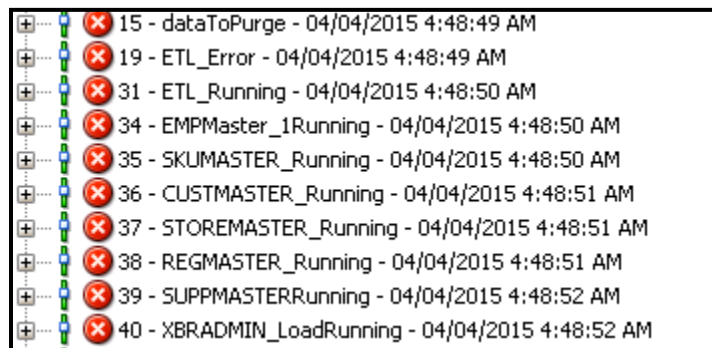 15 - dataToPurge - 04/04/2015 4:48:49 AM
19 - ETL_Error - 04/04/2015 4:48:49 AM
31 - ETL_Running - 04/04/2015 4:48:50 AM
34 - EMPMaster_1Running - 04/04/2015 4:48:50 AM
35 - SKUMASTER_Running - 04/04/2015 4:48:50 AM
36 - CUSTMASTER_Running - 04/04/2015 4:48:51 AM
37 - STOREMASTER_Running - 04/04/2015 4:48:51 AM
38 - REGMASTER_Running - 04/04/2015 4:48:51 AM
39 - SUPPMASTERRunning - 04/04/2015 4:48:52 AM
40 - XBRADMIN_LoadRunning - 04/04/2015 4:48:52 AM